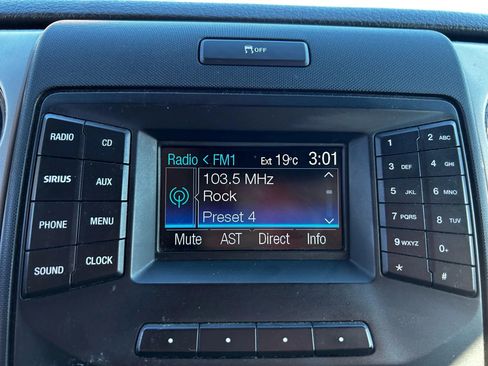 OFF
Radio < FM1 Ext 19°C 3:01
103.5 MHz
Rock
Preset 4
Mute AST Direct Info
RADIO CD
SIRIUS AUX
PHONE MENU
SOUND CLOCK
1 2 ABC
3 DEF 4 GHI
5 JKL 6 MNO
7 PQRS 8 TUV
9 WXYZ 0+
* #